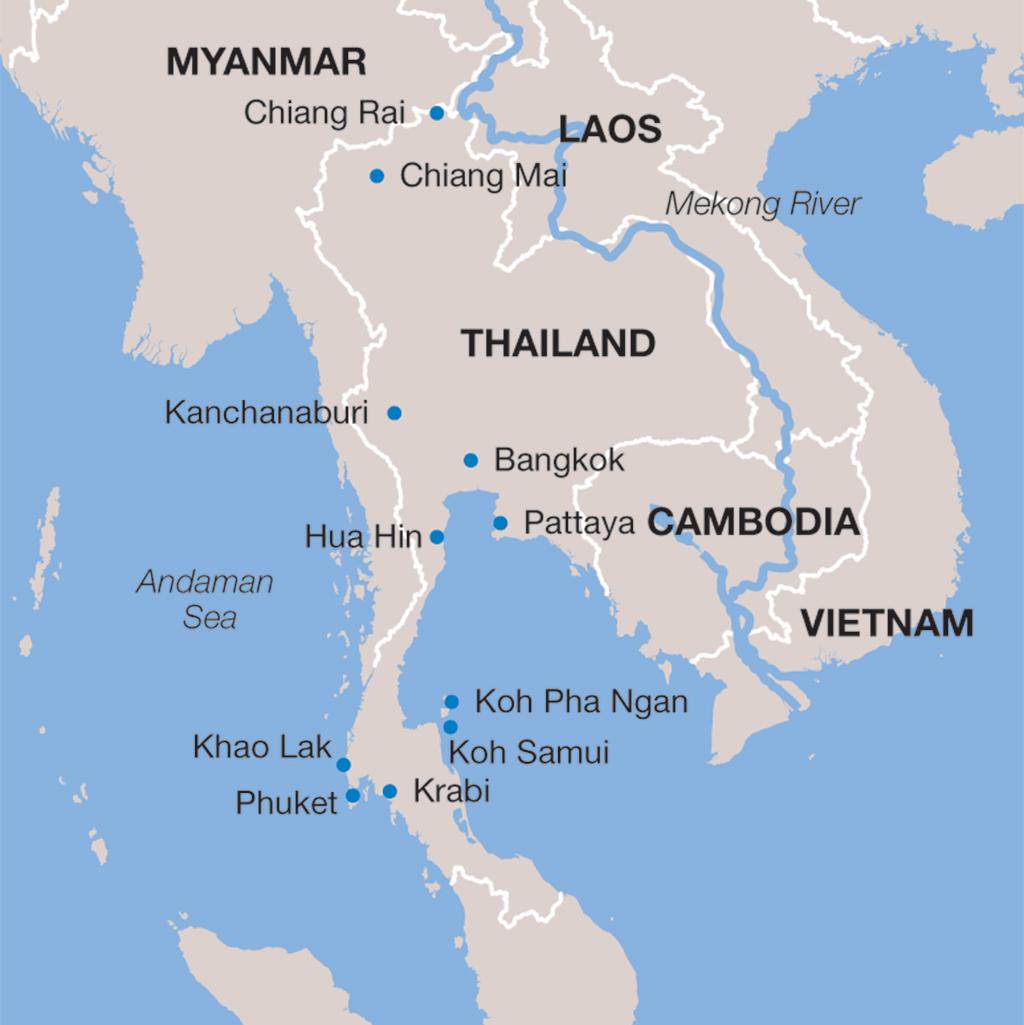 MYANMAR
Chiang Rai
LAOS
Chiang Mai
Mekong River
THAILAND
Kanchanaburi
Bangkok
Pattaya
CAMBODIA
Hua Hin
Andaman
Sea
VIETNAM
Koh Pha Ngan
Khao Lak
Koh Samui
Phuket
Krabi